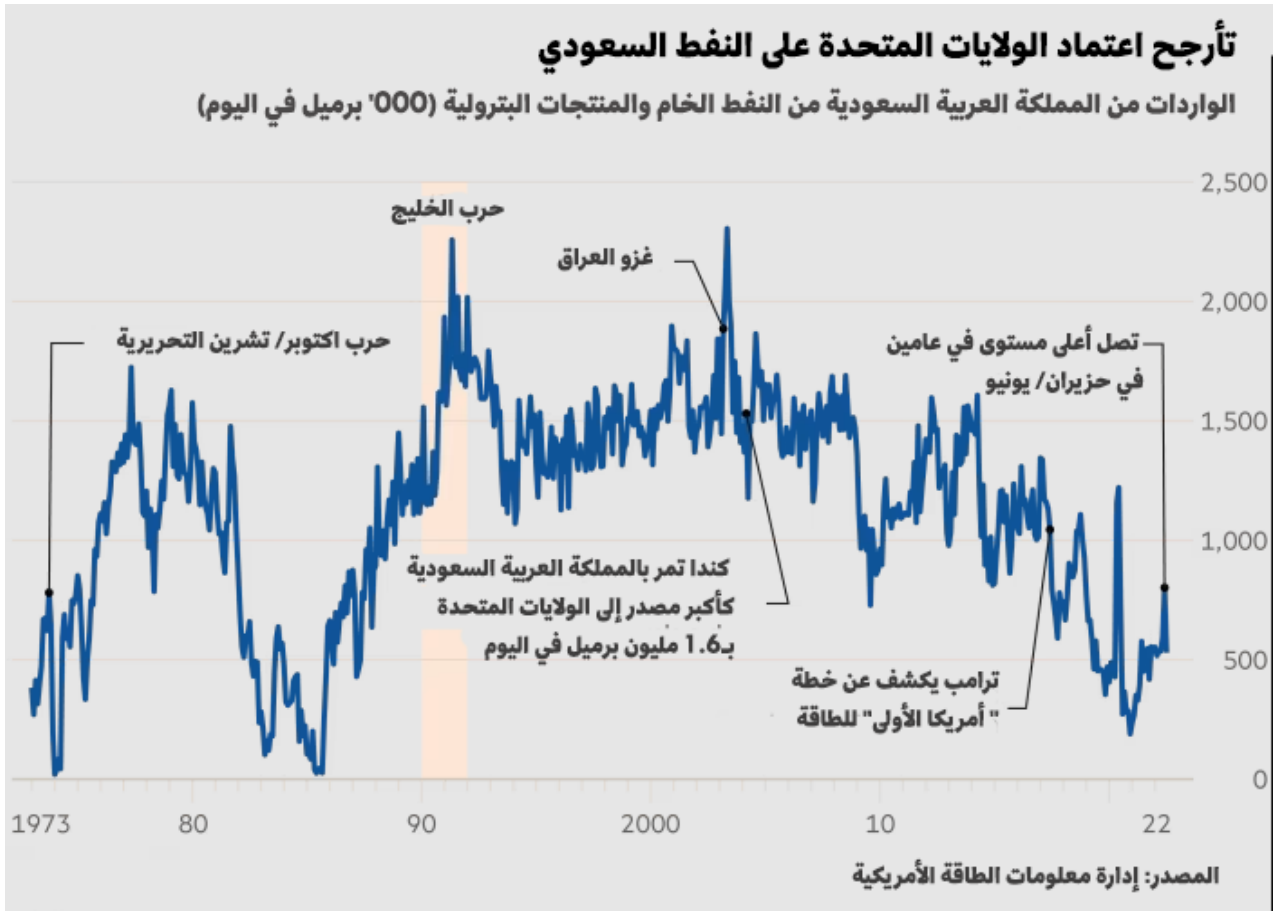 تأرجح اعتماد الولايات المتحدة على النفط السعودي
الواردات من المملكة العربية السعودية من النفط الخام والمنتجات البترولية (000' برميل في اليوم)
2,500
حرب الخليج
غزو العراق
2,000
حرب اكتوبر/ تشرين التحريرية
تصل أعلى مستوى في عامين
في حزيران/ يونيو
1,500
1,000
كندا تمر بالمملكة العربية السعودية
كأكبر مصدر إلى الولايات المتحدة
بـ1.6 مليون برميل في اليوم
500
ترامب يكشف عن خطة
" أمريكا الأولى" للطاقة
0
1973 80 90 2000 10 22
المصدر: إدارة معلومات الطاقة الأمريكية